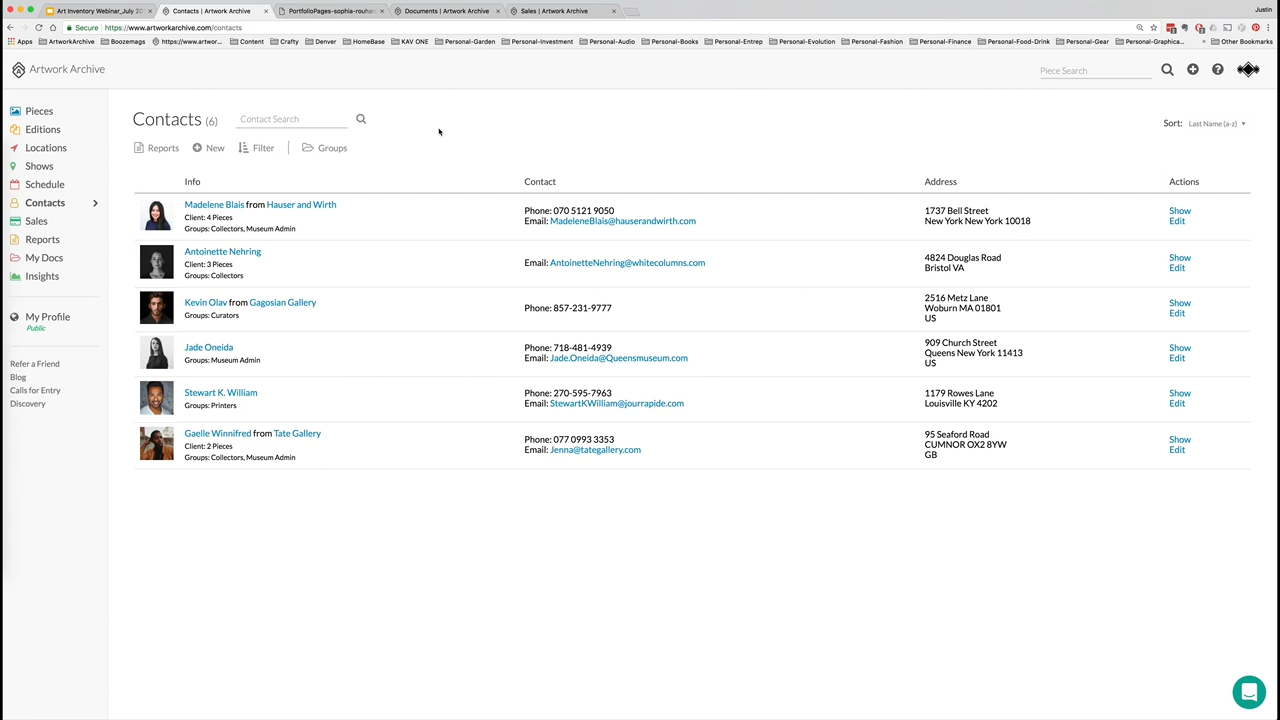 Art Inventory Webinar_July 20
Contacts | Artwork Archive
PortfolioPages-sophia-rouhan
Documents | Artwork Archive
Sales | Artwork Archive
Justin
Secure
https://www.artworkarchive.com/contacts
Apps
ArtworkArchive
Boozemags
https://www.artwor...
Content
Crafty
Denver
HomeBase
KAV ONE
Personal-Garden
Personal-Investment
Personal-Audio
Personal-Books
Personal-Entrep
Personal-Evolution
Personal-Fashion
Personal-Finance
Personal-Food-Drink
Personal-Gear
Personal-Graphica...
Other Bookmarks
Artwork Archive
Piece Search
Pieces
Editions
Locations
Shows
Schedule
Contacts
Sales
Reports
My Docs
Insights
My Profile
Public
Refer a Friend
Blog
Calls for Entry
Discovery
Contacts (6)
Contact Search
Sort: Last Name (a-z)
Reports
New
Filter
Groups
Info
Contact
Address
Actions
Madelene Blais from Hauser and Wirth
Client: 4 Pieces
Groups: Collectors, Museum Admin
Phone: 070 5121 9050
Email: MadeleneBlais@hauserandwirth.com
1737 Bell Street
New York New York 10018
Show
Edit
Antoinette Nehring
Client: 3 Pieces
Groups: Collectors
Email: AntoinetteNehring@whitecolumns.com
4824 Douglas Road
Bristol VA
Show
Edit
Kevin Olav from Gagosian Gallery
Groups: Curators
Phone: 857-231-9777
2516 Metz Lane
Woburn MA 01801
US
Show
Edit
Jade Oneida
Groups: Museum Admin
Phone: 718-481-4939
Email: Jade.Oneida@Queensmuseum.com
909 Church Street
Queens New York 11413
US
Show
Edit
Stewart K. William
Groups: Printers
Phone: 270-595-7963
Email: StewartKWilliam@jourrapide.com
1179 Rowes Lane
Louisville KY 4202
Show
Edit
Gaelle Winnifred from Tate Gallery
Client: 2 Pieces
Groups: Collectors, Museum Admin
Phone: 077 0993 3353
Email: Jenna@tategallery.com
95 Seaford Road
CUMNOR OX2 8YW
GB
Show
Edit